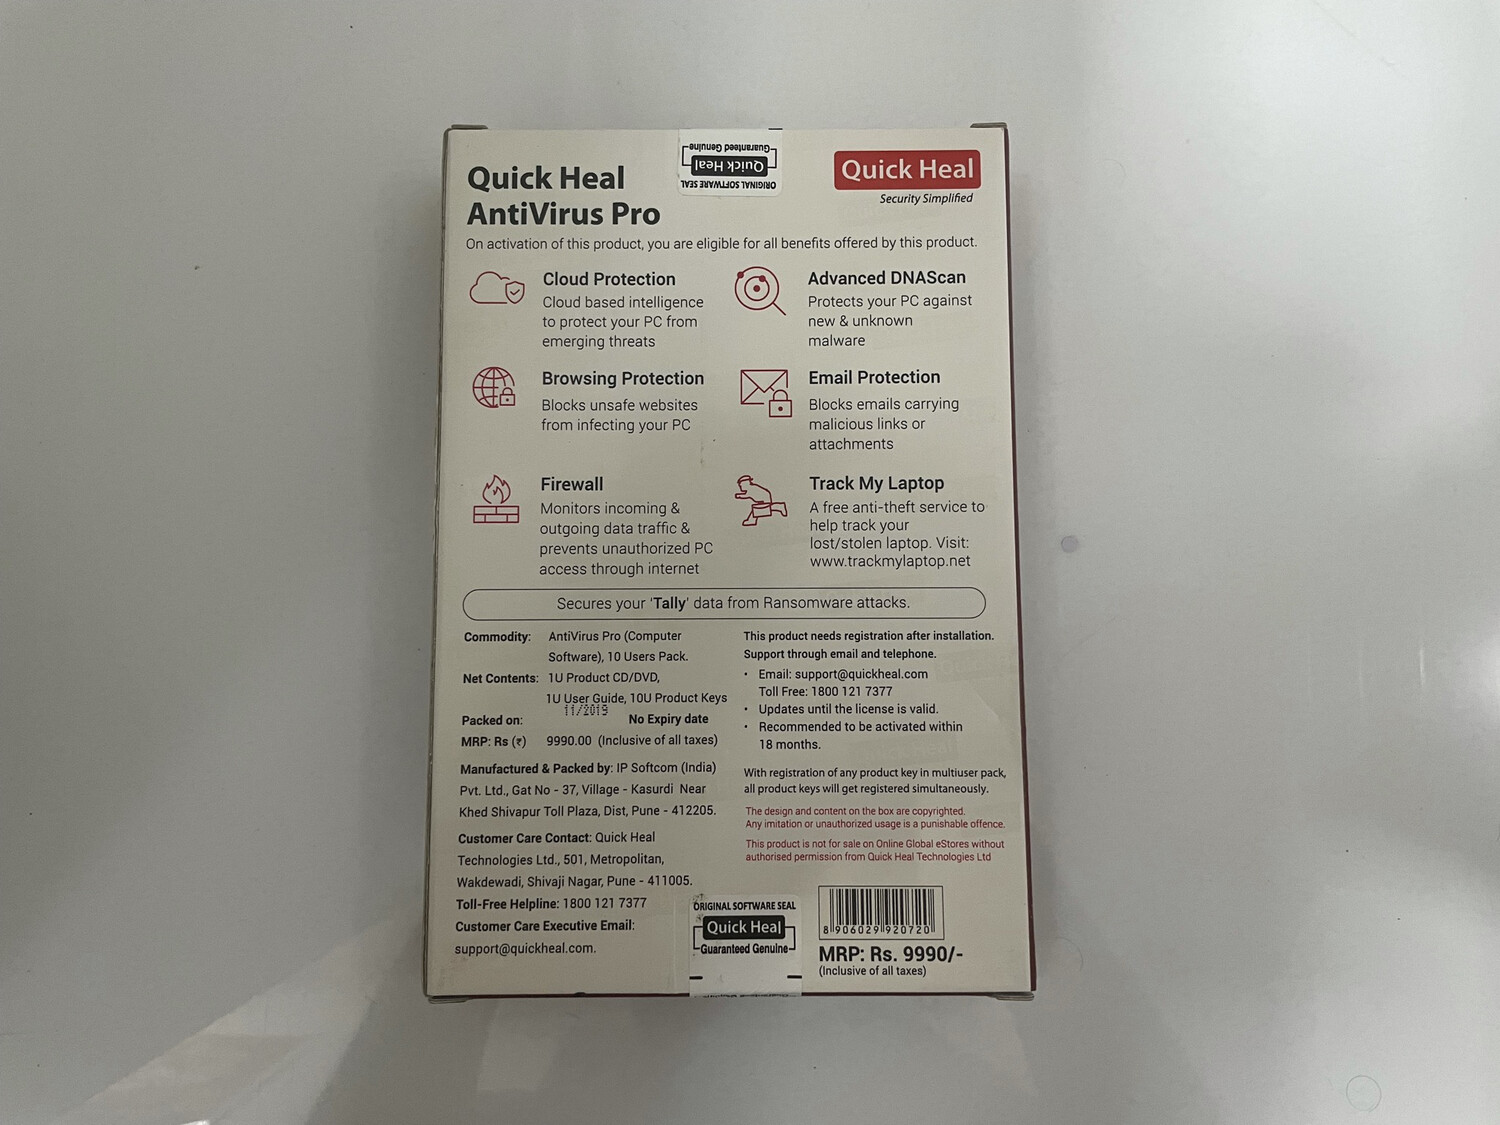 Quick Heal
AntiVirus Pro
ORIGINAL SOFTWARE SEAL
Quick Heal
Guaranteed Genuine
Quick Heal
Security Simplified
On activation of this product, you are eligible for all benefits offered by this product.
Cloud Protection
Cloud based intelligence
to protect your PC from
emerging threats
Advanced DNAScan
Protects your PC against
new & unknown
malware
Browsing Protection
Blocks unsafe websites
from infecting your PC
Email Protection
Blocks emails carrying
malicious links or
attachments
Firewall
Monitors incoming &
outgoing data traffic &
prevents unauthorized PC
access through internet
Track My Laptop
A free anti-theft service to
help track your
lost/stolen laptop. Visit:
www.trackmylaptop.net
Secures your 'Tally' data from Ransomware attacks.
Commodity: AntiVirus Pro (Computer
Software), 10 Users Pack.
Net Contents: 1U Product CD/DVD,
1U User Guide, 10U Product Keys
11/2019
Packed on: No Expiry date
MRP: Rs (₹) 9990.00 (Inclusive of all taxes)
Manufactured & Packed by: IP Softcom (India)
Pvt. Ltd., Gat No - 37, Village - Kasurdi Near
Khed Shivapur Toll Plaza, Dist, Pune - 412205.
Customer Care Contact: Quick Heal
Technologies Ltd., 501, Metropolitan,
Wakdewadi, Shivaji Nagar, Pune - 411005.
Toll-Free Helpline: 1800 121 7377
Customer Care Executive Email:
support@quickheal.com.
This product needs registration after installation.
Support through email and telephone.
• Email: support@quickheal.com
Toll Free: 1800 121 7377
• Updates until the license is valid.
• Recommended to be activated within
18 months.
With registration of any product key in multiuser pack,
all product keys will get registered simultaneously.
The design and content on the box are copyrighted.
Any imitation or unauthorized usage is a punishable offence.
This product is not for sale on Online Global eStores without
authorised permission from Quick Heal Technologies Ltd
ORIGINAL SOFTWARE SEAL
Quick Heal
Guaranteed Genuine
8 906029 920720
MRP: Rs. 9990/-
(Inclusive of all taxes)